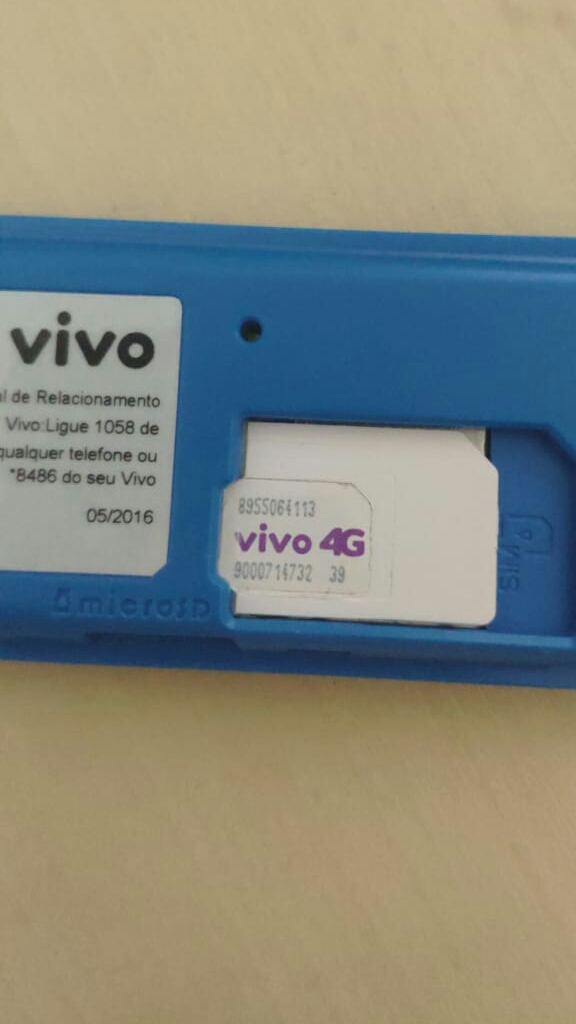 vivo
al de Relacionamento
Vivo:Ligue 1058 de
qualquer telefone ou
*8486 do seu Vivo
05/2016
microSD
8955064113
vivo 4G
9000714732 39
SIM